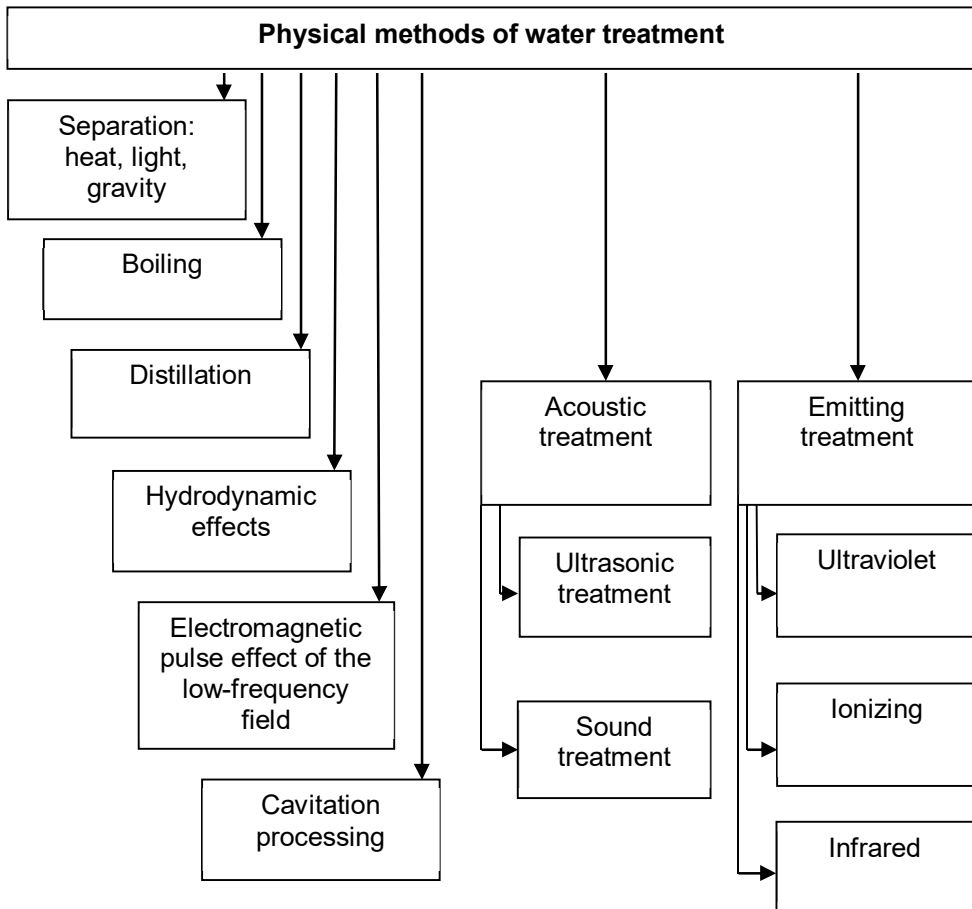 Physical methods of water treatment
Separation:
heat, light,
gravity
Boiling
Distillation
Hydrodynamic
effects
Electromagnetic
pulse effect of the
low-frequency
field
Cavitation
processing
Acoustic
treatment
Ultrasonic
treatment
Sound
treatment
Emitting
treatment
Ultraviolet
Ionizing
Infrared